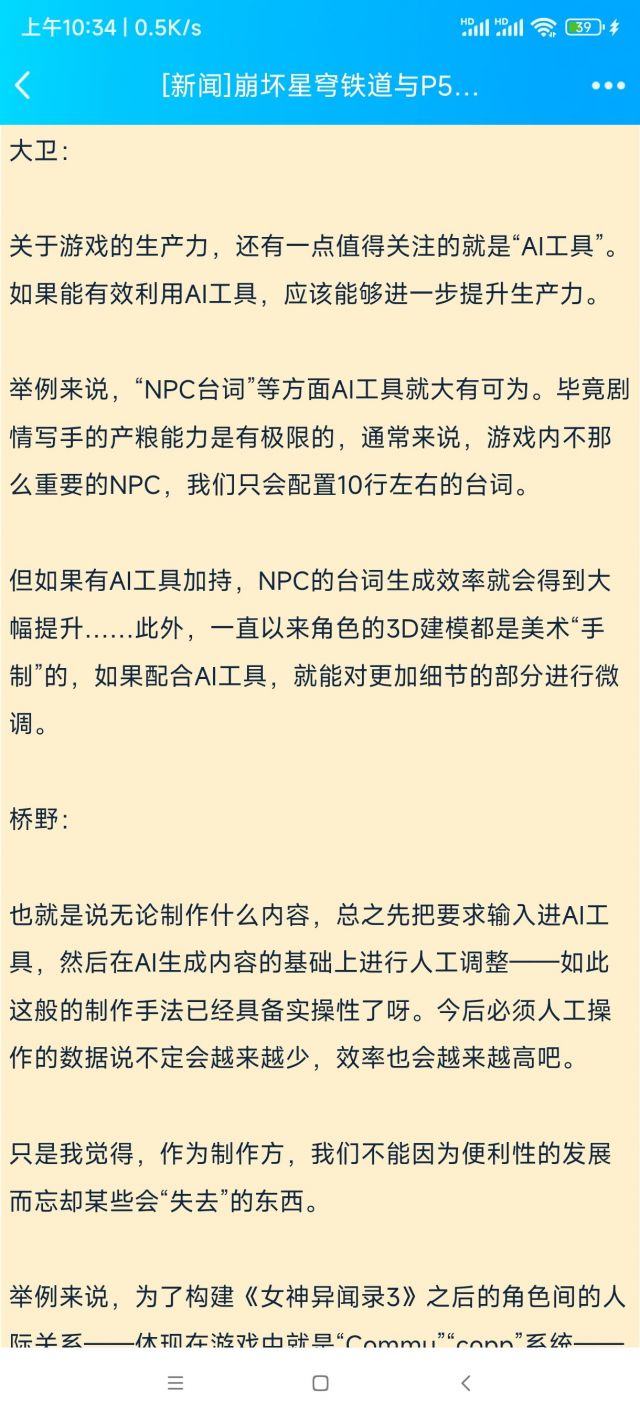 上午10:34 | 0.5K/s
HD HD 39
[新闻]崩坏星穹铁道与P5...
大卫：
关于游戏的生产力，还有一点值得关注的就是“AI工具”。
如果能有效利用AI工具，应该能够进一步提升生产力。
举例来说，“NPC台词”等方面AI工具就大有可为。毕竟剧
情写手的产粮能力是有极限的，通常来说，游戏内不那
么重要的NPC，我们只会配置10行左右的台词。
但如果有AI工具加持，NPC的台词生成效率就会得到大
幅提升……此外，一直以来角色的3D建模都是美术“手
制”的，如果配合AI工具，就能对更加细节的部分进行微
调。
桥野：
也就是说无论制作什么内容，总之先把要求输入进AI工
具，然后在AI生成内容的基础上进行人工调整——如此
这般的制作手法已经具备实操性了呀。今后必须人工操
作的数据说不定会越来越少，效率也会越来越高吧。
只是我觉得，作为制作方，我们不能因为便利性的发展
而忘却某些会“失去”的东西。
举例来说，为了构建《女神异闻录3》之后的角色间的人
际关系——体现在游戏中就是“Commu”“copp”系统——